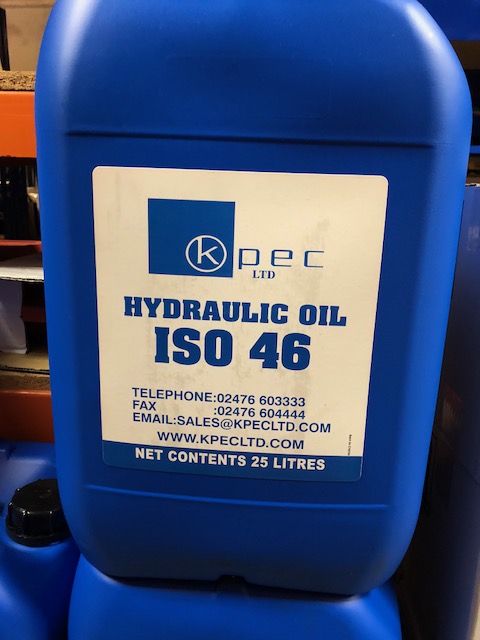 kpec
LTD
HYDRAULIC OIL
ISO 46
TELEPHONE:02476 603333
FAX :02476 604444
EMAIL:SALES@KPECLTD.COM
WWW.KPECLTD.COM
NET CONTENTS 25 LITRES